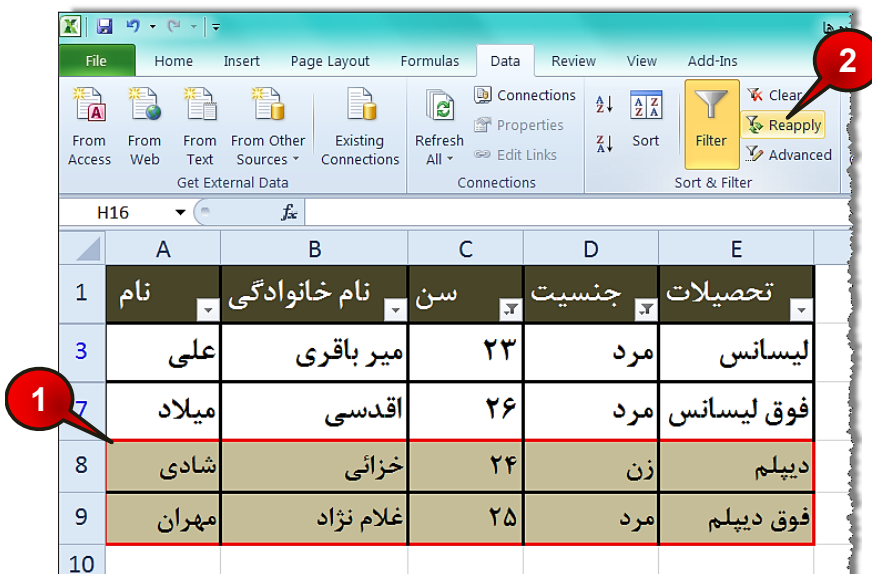 File Home Insert Page Layout Formulas Data Review View Add-Ins
2
From Access
From Web
From Text
From Other Sources
Existing Connections
Get External Data
Refresh All
Connections
Properties
Edit Links
Connections
Sort
Filter
Clear
Reapply
Advanced
Sort & Filter
H16 fx
A B C D E
1 نام نام خانوادگی سن جنسیت تحصیلات
3 علی میر باقری ۲۳ مرد لیسانس
1
7 میلاد اقدسی ۲۶ مرد فوق لیسانس
8 شادی خزائی ۲۴ زن دیپلم
9 مهران غلام نژاد ۲۵ مرد فوق دیپلم
10